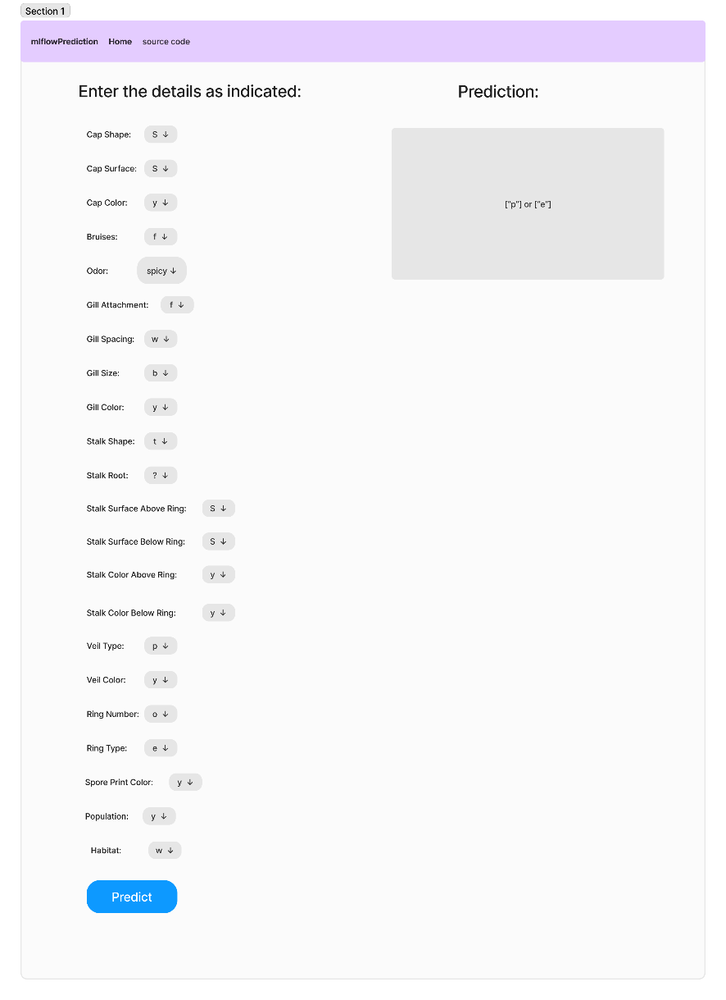 Section 1
mlflowPrediction Home source code
Enter the details as indicated:
Prediction:
Cap Shape: S ↓
Cap Surface: S ↓
Cap Color: y ↓
Bruises: f ↓
Odor: spicy ↓
Gill Attachment: f ↓
Gill Spacing: w ↓
Gill Size: b ↓
Gill Color: y ↓
Stalk Shape: t ↓
Stalk Root: ? ↓
Stalk Surface Above Ring: S ↓
Stalk Surface Below Ring: S ↓
Stalk Color Above Ring: y ↓
Stalk Color Below Ring: y ↓
Veil Type: p ↓
Veil Color: y ↓
Ring Number: o ↓
Ring Type: e ↓
Spore Print Color: y ↓
Population: y ↓
Habitat: w ↓
Predict
["p"] or ["e"]